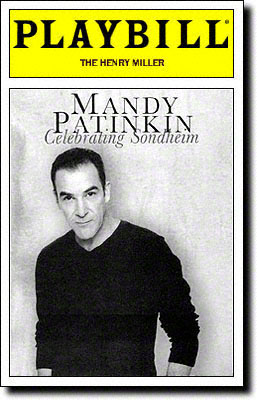 PLAYBILL®
THE HENRY MILLER
MANDY
PATINKIN
Celebrating Sondheim